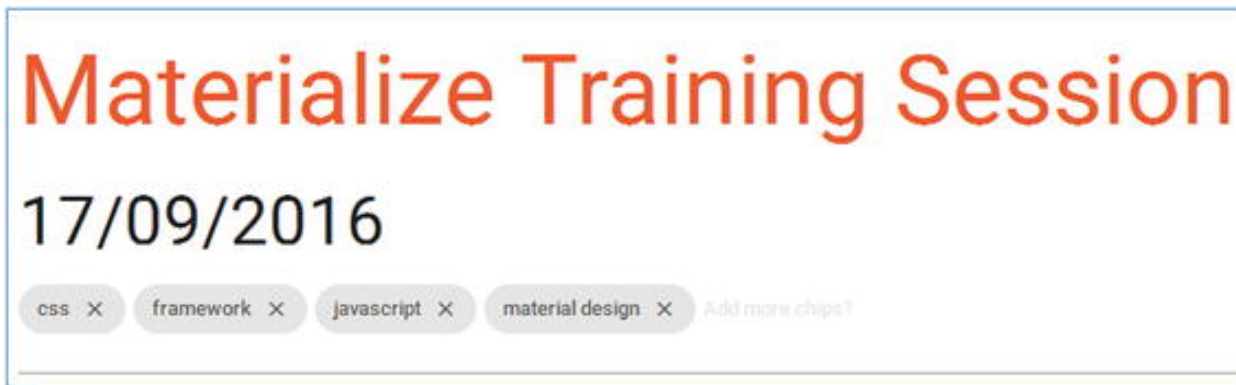 Materialize Training Session
17/09/2016
css × framework × javascript × material design × Add more chips?